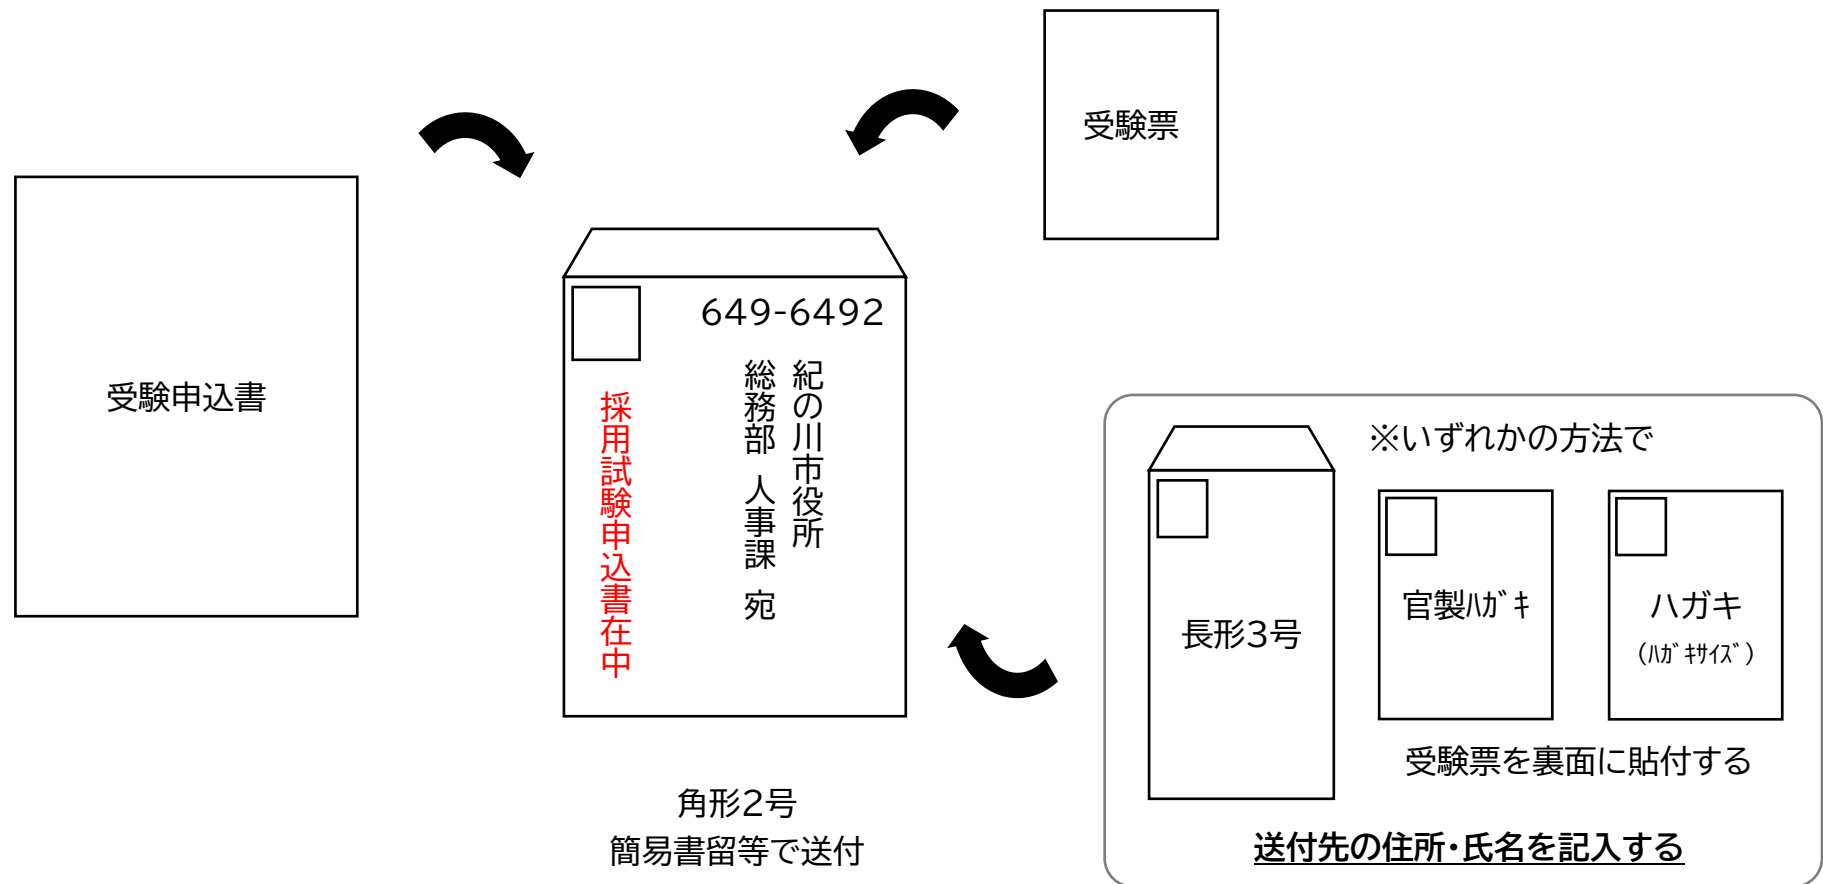 受験票
受験申込書
649-6492
紀の川市役所
総務部 人事課 宛
採用試験申込書在中
角形2号
簡易書留等で送付
※いずれかの方法で
長形3号
官製ﾊｶﾞｷ
ハガキ
(ﾊｶﾞｷサイズ)
受験票を裏面に貼付する
送付先の住所・氏名を記入する